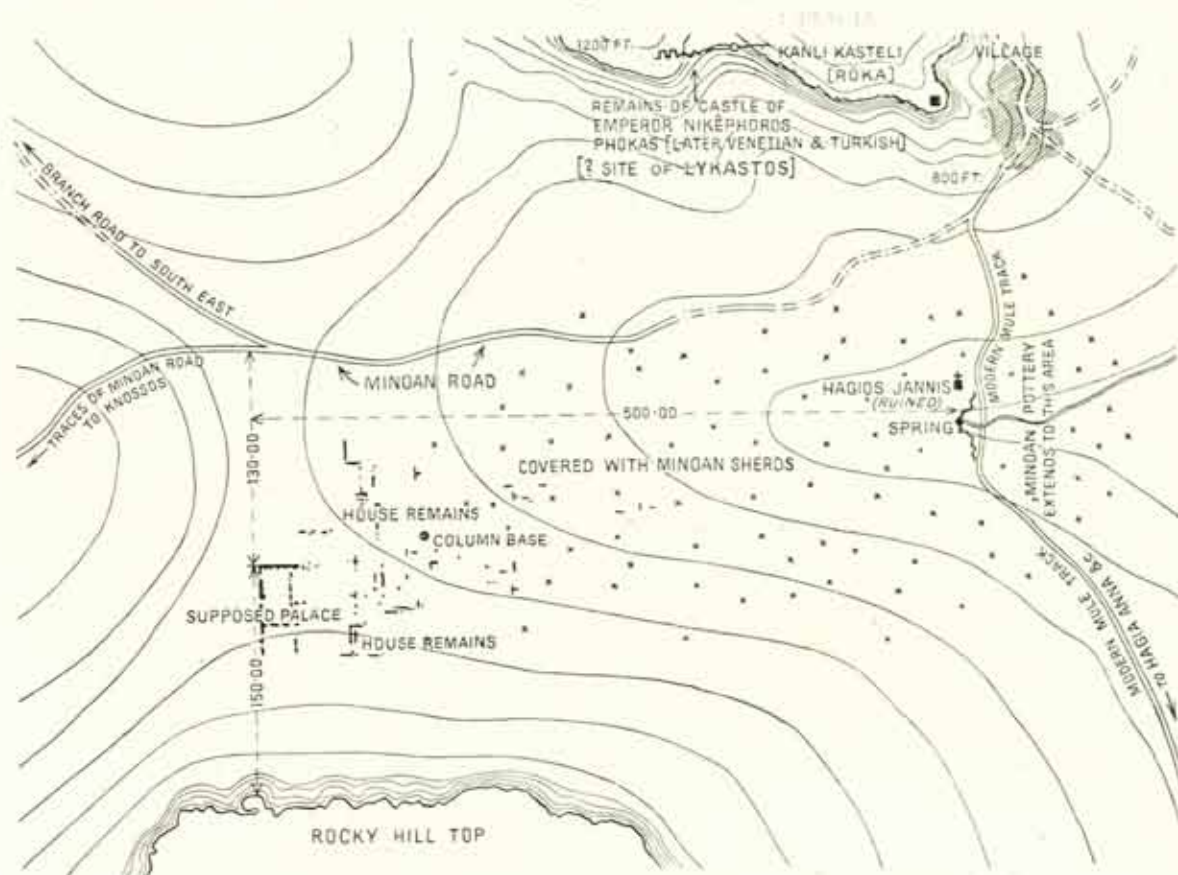 1200 FT.
KANLI KASTELI
[ROKA]
VILLAGE
REMAINS OF CASTLE OF
EMPEROR NIKEPHOROS
PHOKAS [LATER VENETIAN & TURKISH]
[? SITE OF LYKASTOS]
800 FT.
BRANCH ROAD TO SOUTH EAST
TRACES OF MINOAN ROAD
TO KNOSSOS
MINOAN ROAD
MODERN MULE TRACK
HAGIOS JANNIS
(RUINED)
SPRING
MINOAN POTTERY
EXTENDS TO THIS AREA
500·00
130·00
COVERED WITH MINOAN SHERDS
HOUSE REMAINS
COLUMN BASE
SUPPOSED PALACE
HOUSE REMAINS
150·00
MODERN MULE TRACK
TO HAGIA ANNA &C
ROCKY HILL TOP